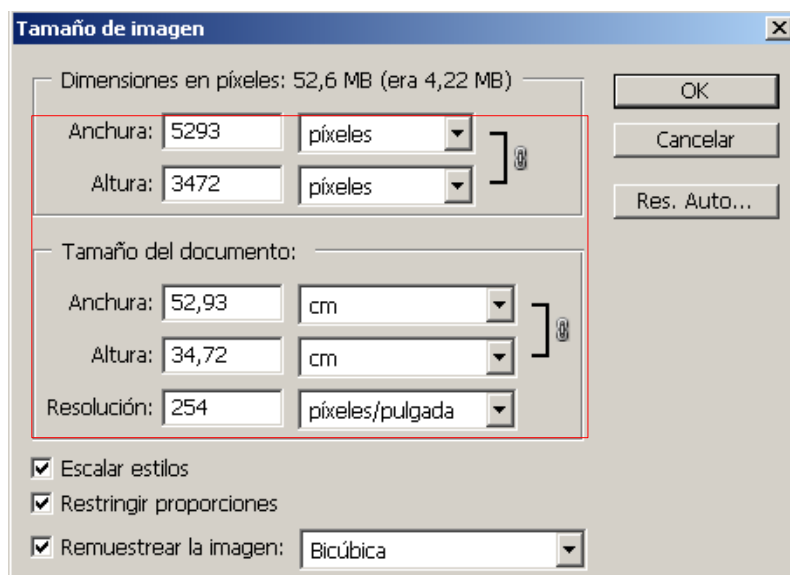 Tamaño de imagen
Dimensiones en píxeles: 52,6 MB (era 4,22 MB)
OK
Anchura: 5293 píxeles
Cancelar
Altura: 3472 píxeles
Res. Auto...
Tamaño del documento:
Anchura: 52,93 cm
Altura: 34,72 cm
Resolución: 254 píxeles/pulgada
Escalar estilos
Restringir proporciones
Remuestrear la imagen: Bicúbica